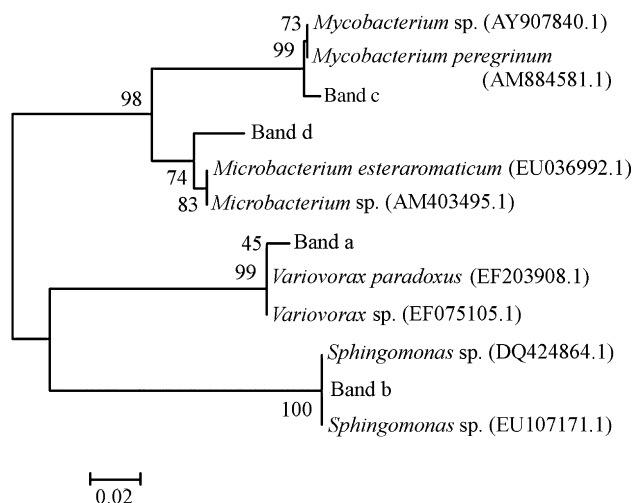 73 Mycobacterium sp. (AY907840.1)
99 Mycobacterium peregrinum
(AM884581.1)
Band c
98
Band d
74 Microbacterium esteraromaticum (EU036992.1)
83 Microbacterium sp. (AM403495.1)
45 Band a
99 Variovorax paradoxus (EF203908.1)
Variovorax sp. (EF075105.1)
Sphingomonas sp. (DQ424864.1)
Band b
100 Sphingomonas sp. (EU107171.1)
0.02